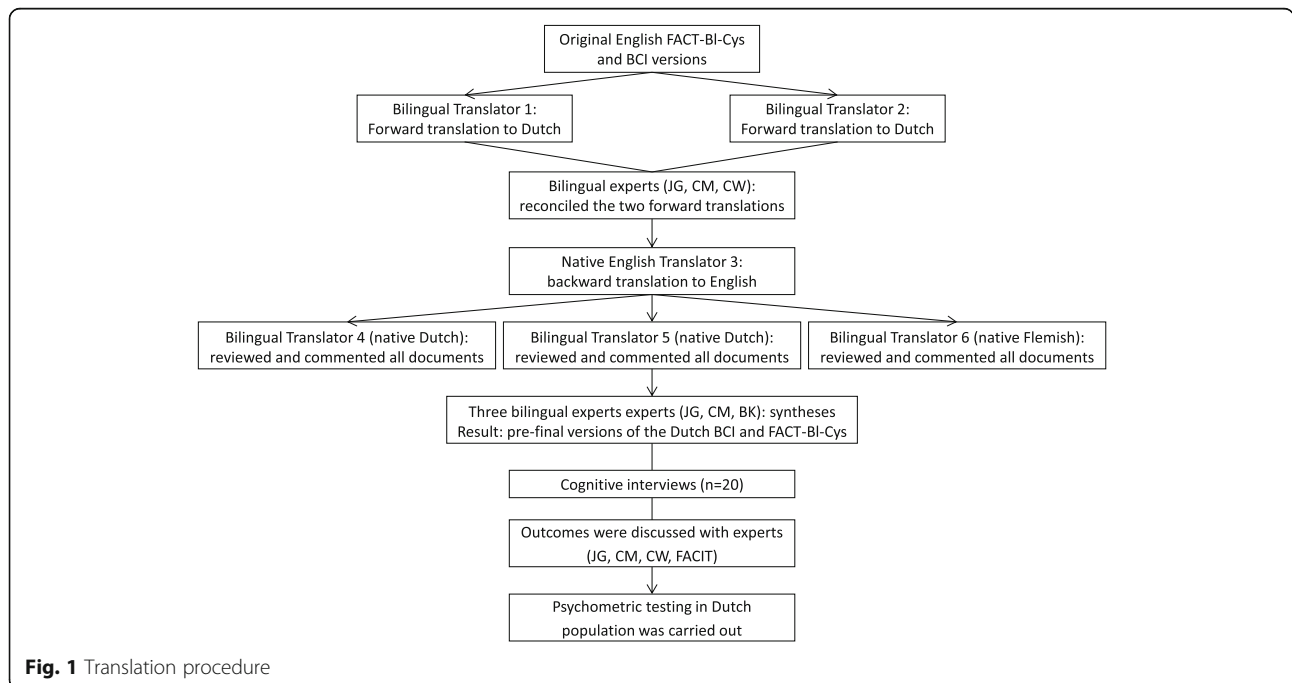 Original English FACT-Bl-Cys
and BCI versions
Bilingual Translator 1:
Forward translation to Dutch
Bilingual Translator 2:
Forward translation to Dutch
Bilingual experts (JG, CM, CW):
reconciled the two forward translations
Native English Translator 3:
backward translation to English
Bilingual Translator 4 (native Dutch):
reviewed and commented all documents
Bilingual Translator 5 (native Dutch):
reviewed and commented all documents
Bilingual Translator 6 (native Flemish):
reviewed and commented all documents
Three bilingual experts experts (JG, CM, BK): syntheses
Result: pre-final versions of the Dutch BCI and FACT-Bl-Cys
Cognitive interviews (n=20)
Outcomes were discussed with experts
(JG, CM, CW, FACIT)
Psychometric testing in Dutch
population was carried out
Fig. 1 Translation procedure